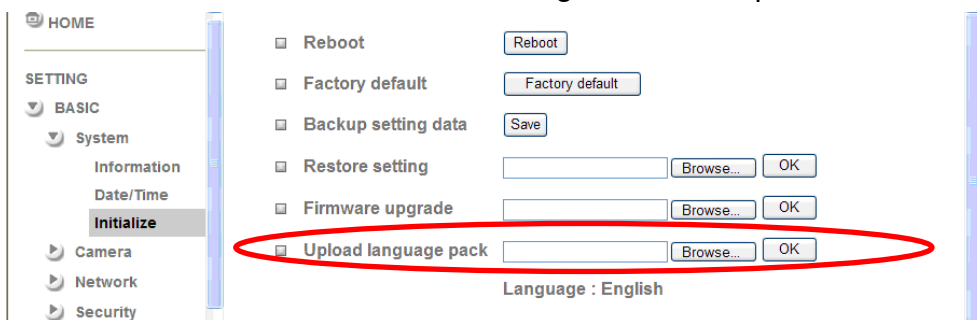 HOME
SETTING
BASIC
System
Information
Date/Time
Initialize
Camera
Network
Security
Reboot Reboot
Factory default Factory default
Backup setting data Save
Restore setting Browse... OK
Firmware upgrade Browse... OK
Upload language pack Browse... OK
Language : English